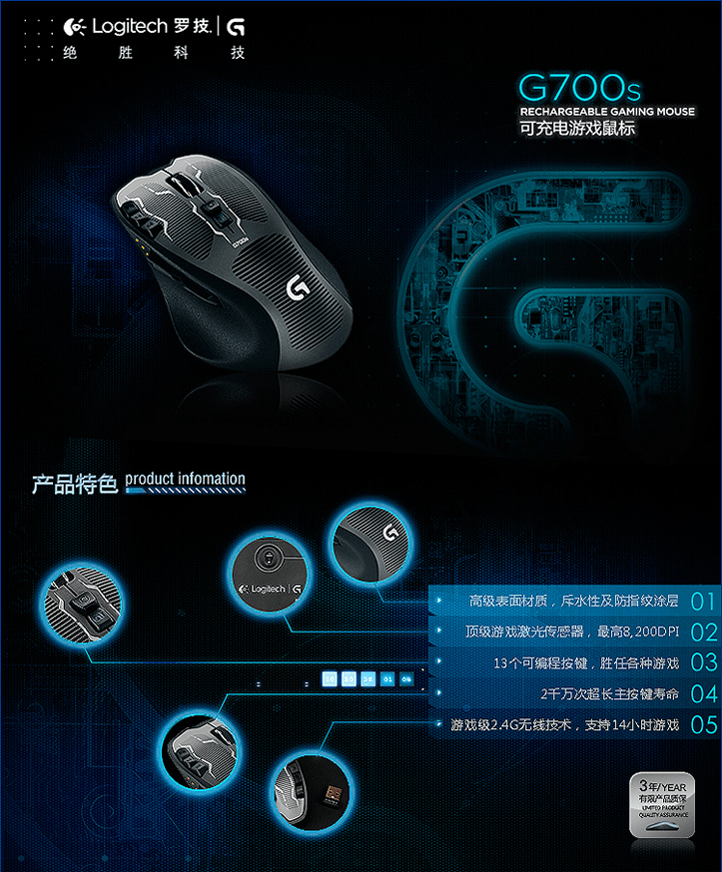 Logitech 罗技. G
绝胜科技
G700s
RECHARGEABLE GAMING MOUSE
可充电游戏鼠标
G700s
产品特色 product infomation
Logitech G
高级表面材质，斥水性及防指纹涂层 01
顶级游戏激光传感器，最高8,200DPI 02
13个可编程按键，胜任各种游戏 03
2千万次超长主按键寿命 04
游戏级2.4G无线技术，支持14小时游戏 05
3年/YEAR
有限产品质保
LIMITED PRODUCT
QUALITY ASSURANCE